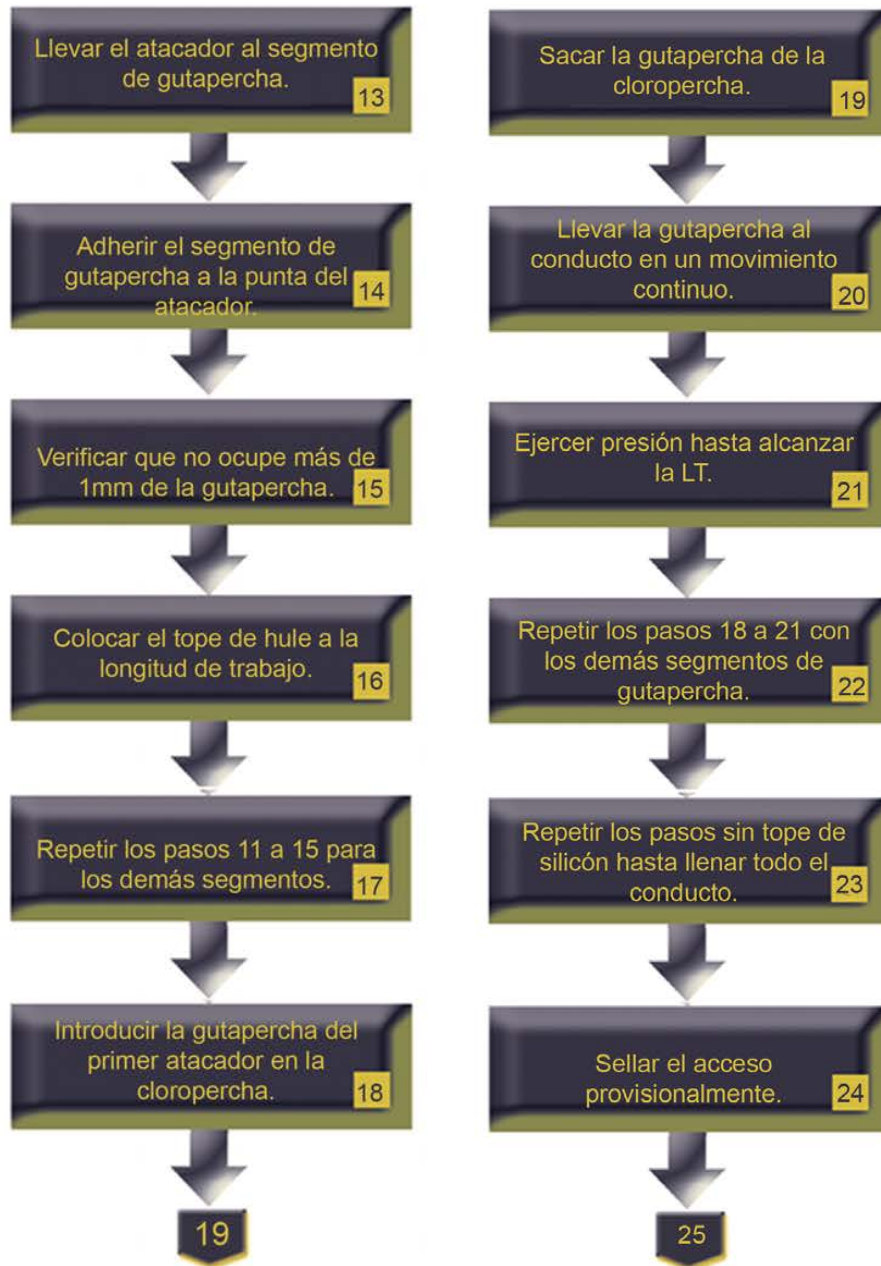 Llevar el atacador al segmento
de gutapercha.
13
Adherir el segmento de
gutapercha a la punta del
atacador.
14
Verificar que no ocupe más de
1mm de la gutapercha.
15
Colocar el tope de hule a la
longitud de trabajo.
16
Repetir los pasos 11 a 15 para
los demás segmentos.
17
Introducir la gutapercha del
primer atacador en la
cloropercha.
18
19
Sacar la gutapercha de la
cloropercha.
19
Llevar la gutapercha al
conducto en un movimiento
continuo.
20
Ejercer presión hasta alcanzar
la LT.
21
Repetir los pasos 18 a 21 con
los demás segmentos de
gutapercha.
22
Repetir los pasos sin tope de
silicón hasta llenar todo el
conducto.
23
Sellar el acceso
provisionalmente.
24
25